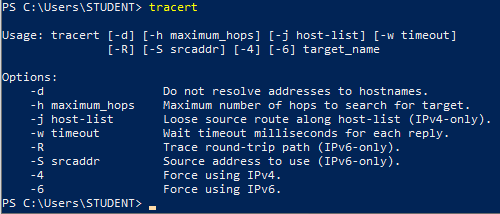 PS C:\Users\STUDENT> tracert
Usage: tracert [-d] [-h maximum_hops] [-j host-list] [-w timeout]
[-R] [-S srcaddr] [-4] [-6] target_name
Options:
-d Do not resolve addresses to hostnames.
-h maximum_hops Maximum number of hops to search for target.
-j host-list Loose source route along host-list (IPv4-only).
-w timeout Wait timeout milliseconds for each reply.
-R Trace round-trip path (IPv6-only).
-S srcaddr Source address to use (IPv6-only).
-4 Force using IPv4.
-6 Force using IPv6.
PS C:\Users\STUDENT>